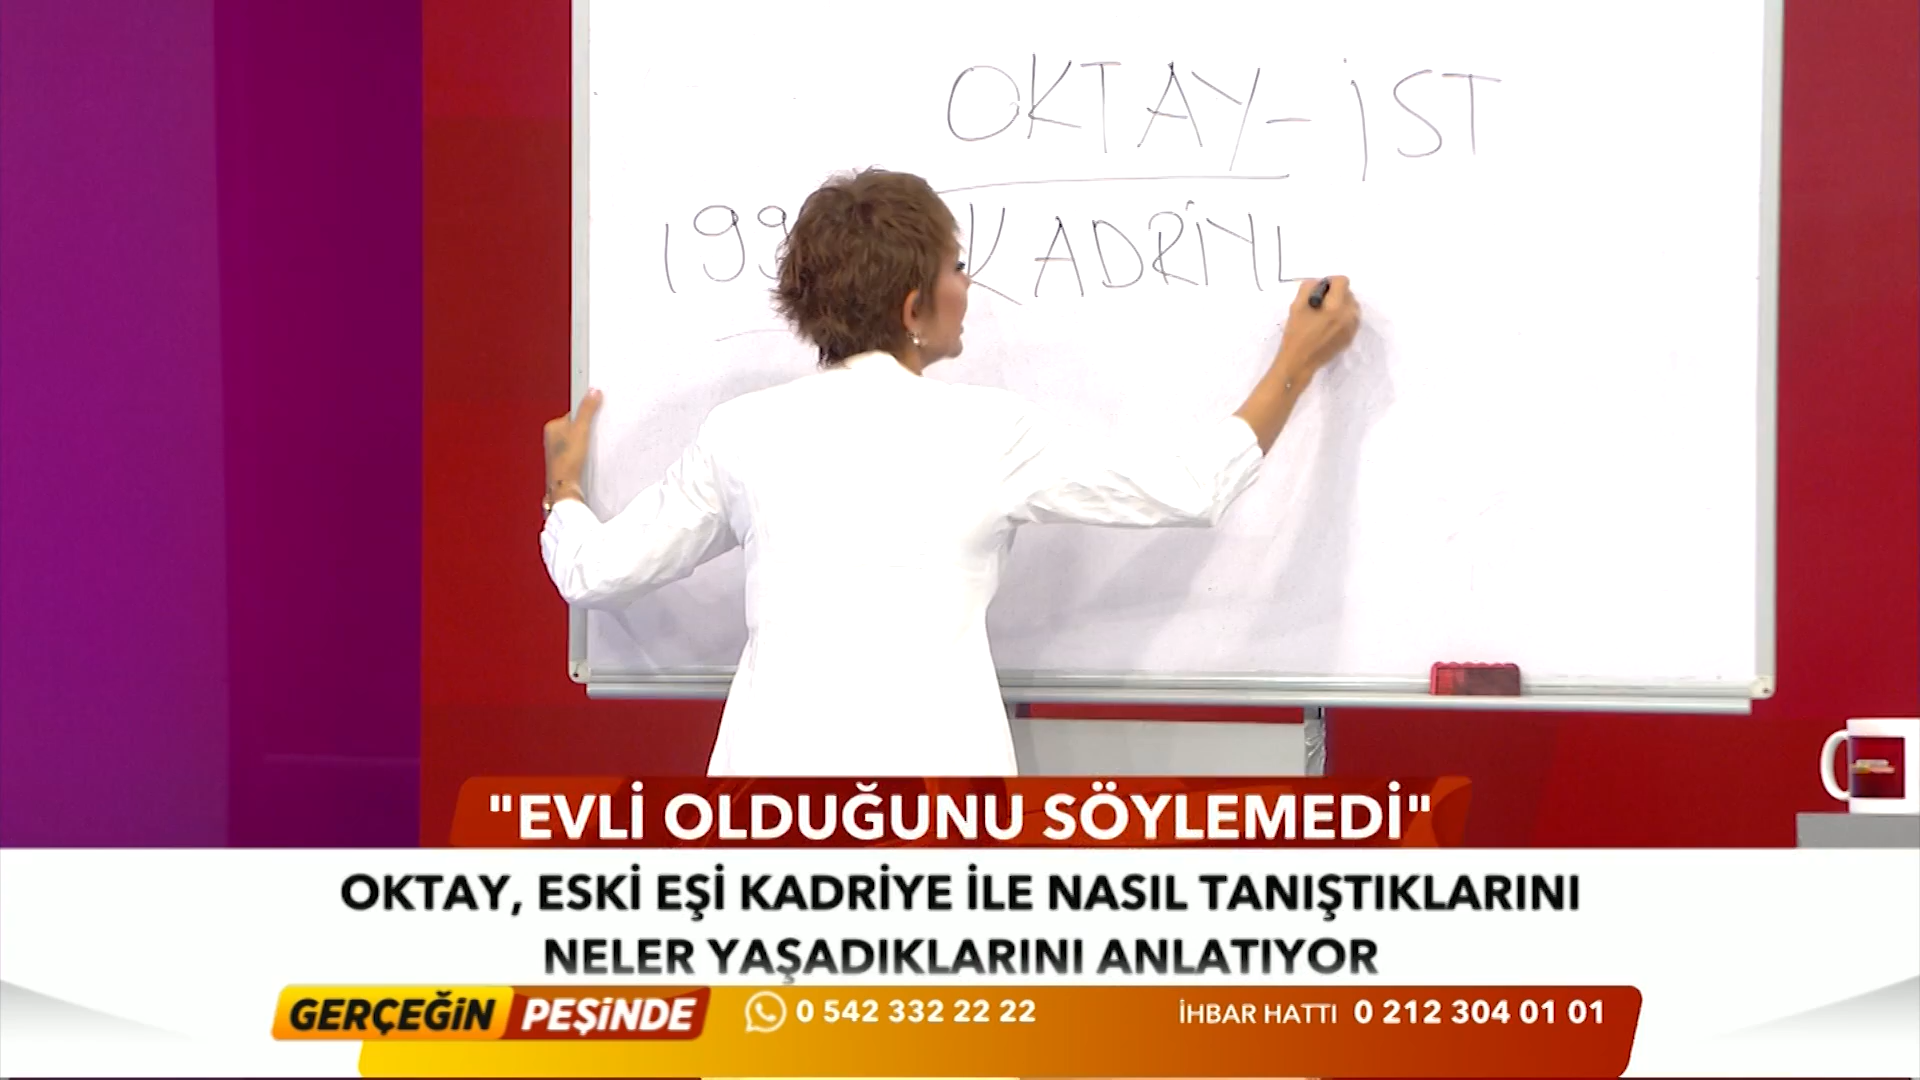 OKTAY - İST
KADRİYL
"EVLİ OLDUĞUNU SÖYLEMEDİ"
OKTAY, ESKİ EŞİ KADRİYE İLE NASIL TANIŞTIKLARINI
NELER YAŞADIKLARINI ANLATIYOR
GERÇEĞİN PEŞİNDE 0 542 332 22 22 İHBAR HATTI 0 212 304 01 01